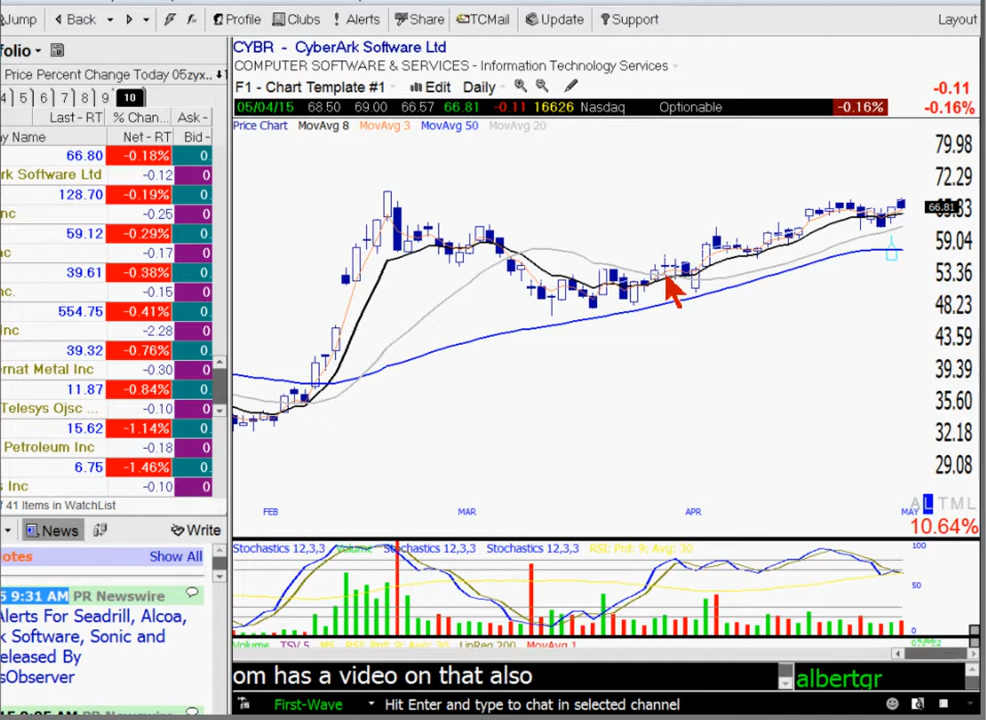 Jump Back Profile Clubs ! Alerts Share TCMail Update ? Support Layout
folio
Price Percent Change Today 05zyx..
4 5 6 7 8 9 10
Last - RT % Chan... Ask -
y Name Net - RT Bid -
66.80 -0.18% 0.
rk Software Ltd -0.12 0
128.70 -0.19% 0.
nc -0.25 0
59.12 -0.29% 0.
nc -0.17 0
39.61 -0.38% 0.
nc. -0.15 0
554.75 -0.41% 0.
Inc -2.28 0
39.32 -0.76% 0.
ernat Metal Inc -0.30 0
11.87 -0.84% 0.
Telesys Ojsc ... -0.10 0
15.62 -1.14% 0.
Petroleum Inc -0.18 0
6.75 -1.46% 0.
s Inc -0.10 0
of 41 Items in WatchList
News Write
otes Show All
5 9:31 AM PR Newswire
Alerts For Seadrill, Alcoa,
k Software, Sonic and
eleased By
sObserver
CYBR - CyberArk Software Ltd
COMPUTER SOFTWARE & SERVICES - Information Technology Services
F1 - Chart Template #1 Edit Daily
05/04/15 68.50 69.00 66.57 66.81 -0.11 16626 Nasdaq Optionable -0.16%
-0.11
-0.16%
Price Chart MovAvg 8 MovAvg 3 MovAvg 50 MovAvg 20
79.98
72.29
66.81
59.04
53.36
48.23
43.59
39.39
35.60
32.18
29.08
A L T M L
FEB MAR APR MAY
10.64%
Stochastics 12,3,3 Volume Stochastics 12,3,3 Stochastics 12,3,3 RSI: Prd: 9; Avg: 30
100
50
0
Volume TSV 5 LinReg 200 MovAvg 1
om has a video on that also albertgr
First-Wave Hit Enter and type to chat in selected channel